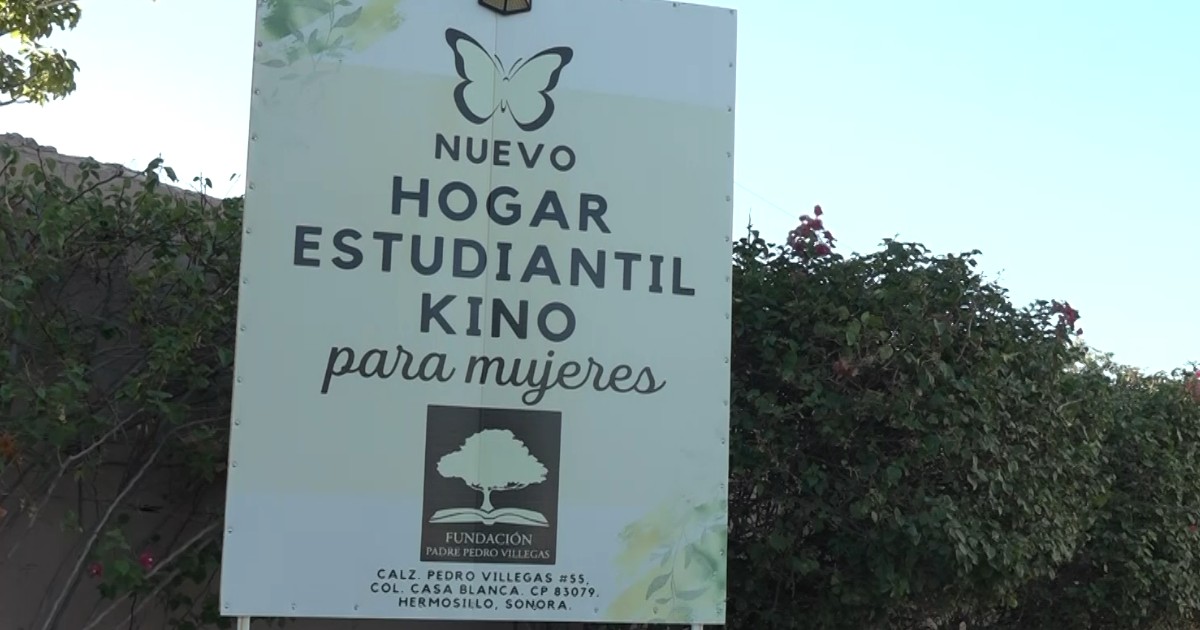 NUEVO
HOGAR
ESTUDIANTIL
KINO
para mujeres
FUNDACIÓN
PADRE PEDRO VILLEGAS
CALZ. PEDRO VILLEGAS #55,
COL. CASA BLANCA. CP 83079.
HERMOSILLO, SONORA.